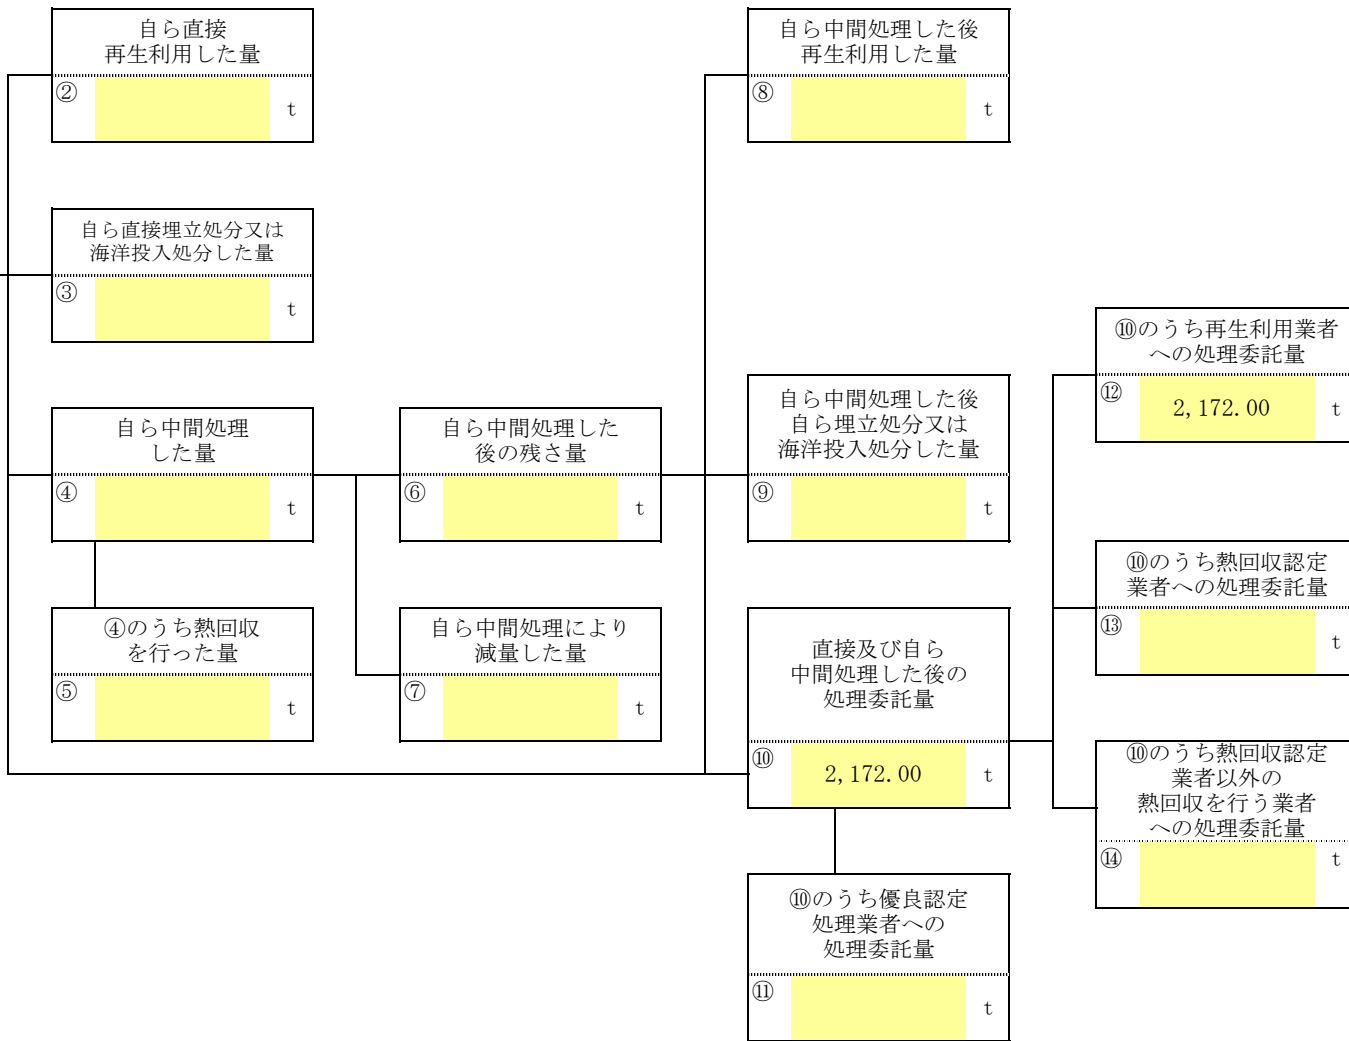 自ら直接
再生利用した量
②
t
自ら中間処理した後
再生利用した量
⑧
t
自ら直接埋立処分又は
海洋投入処分した量
③
t
⑩のうち再生利用業者
への処理委託量
⑫
2,172.00
t
自ら中間処理
した量
④
t
自ら中間処理した
後の残さ量
⑥
t
自ら中間処理した後
自ら埋立処分又は
海洋投入処分した量
⑨
t
⑩のうち熱回収認定
業者への処理委託量
⑬
t
④のうち熱回収
を行った量
⑤
t
自ら中間処理により
減量した量
⑦
t
直接及び自ら
中間処理した後の
処理委託量
⑩
2,172.00
t
⑩のうち熱回収認定
業者以外の
熱回収を行う業者
への処理委託量
⑭
t
⑩のうち優良認定
処理業者への
処理委託量
⑪
t